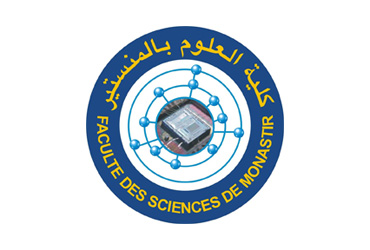 كلية العلوم بالمنستير
FACULTE DES SCIENCES DE MONASTIR